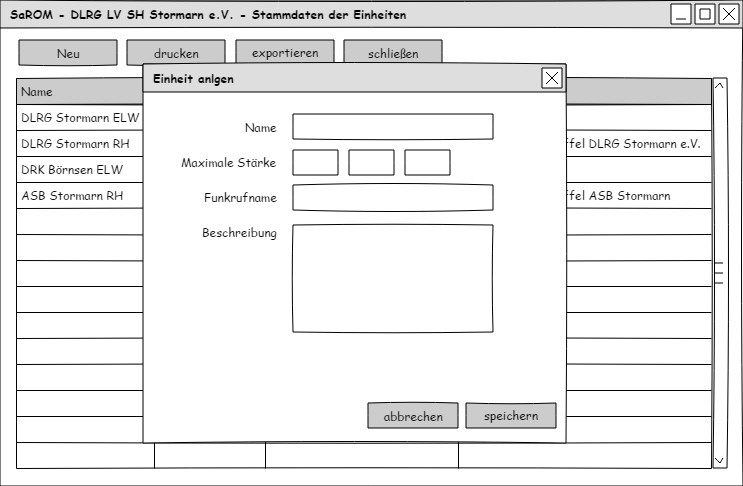 SaROM - DLRG LV SH Stormarn e.V. - Stammdaten der Einheiten
Neu
drucken
exportieren
schließen
Einheit anlgen
Name
DLRG Stormarn ELW
DLRG Stormarn RH
ffel DLRG Stormarn e.V.
DRK Börnsen ELW
ASB Stormarn RH
ffel ASB Stormarn
Name
Maximale Stärke
Funkrufname
Beschreibung
abbrechen
speichern